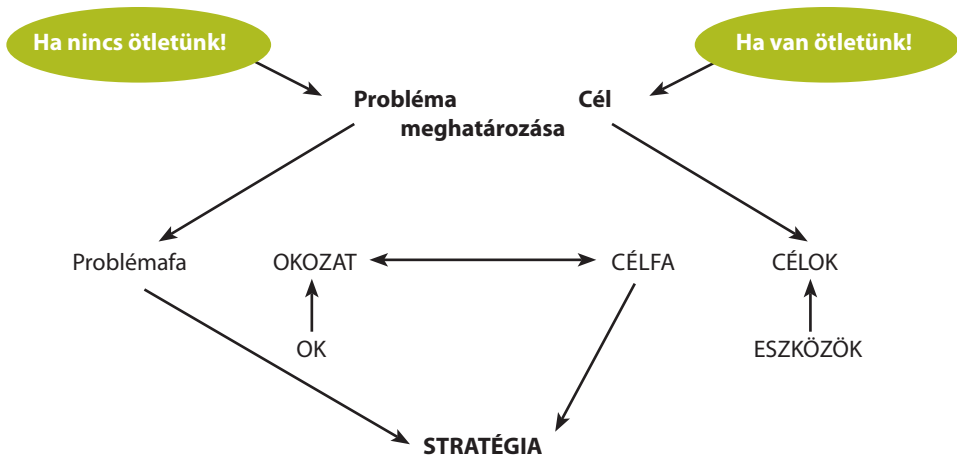 Ha nincs ötletünk!
Ha van ötletünk!
Probléma
Cél
meghatározása
Problémafa
OKOZAT
CÉLFA
CÉLOK
OK
ESZKÖZÖK
STRATÉGIA